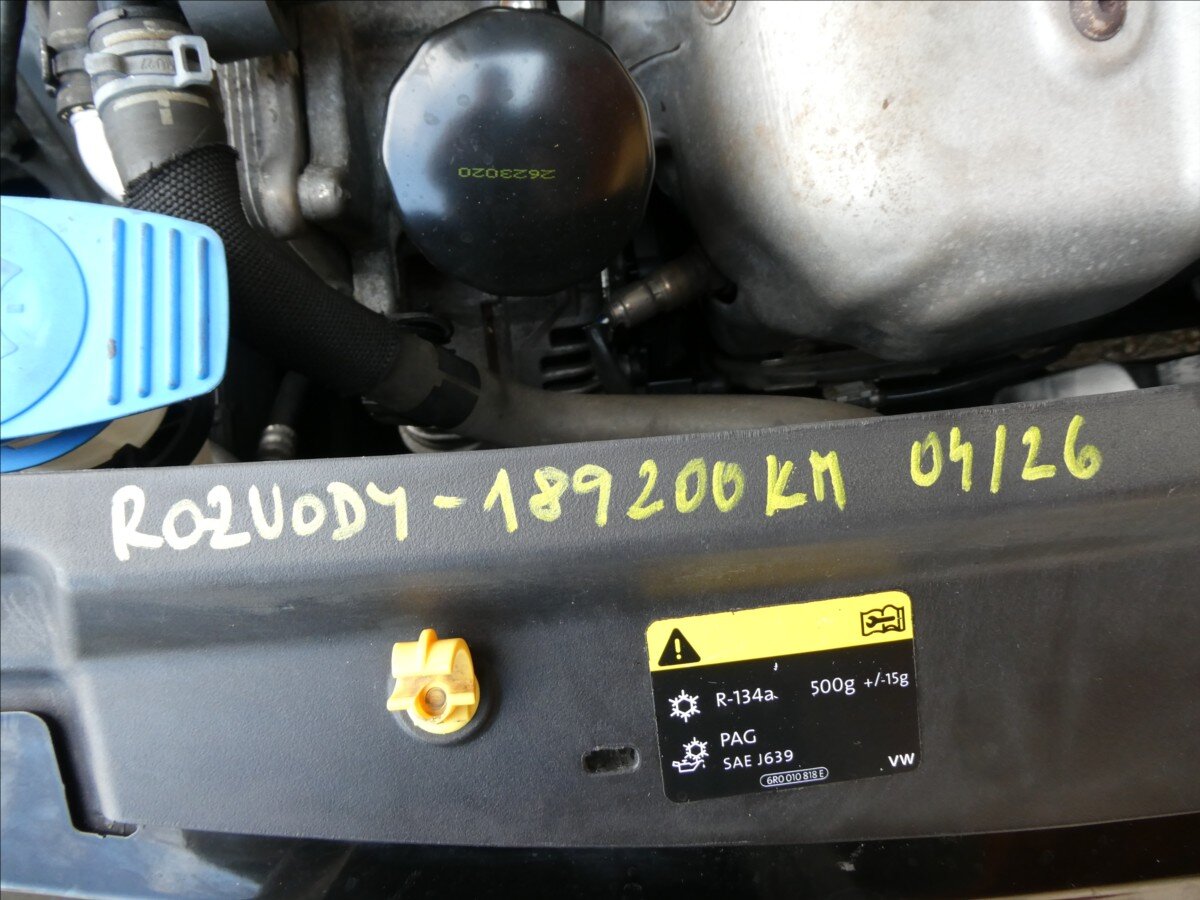 2623020
ROZVODY - 189200 KM 04/26
R-134a 500g +/-15g
PAG
SAE J639
6R0 010 818 E
VW